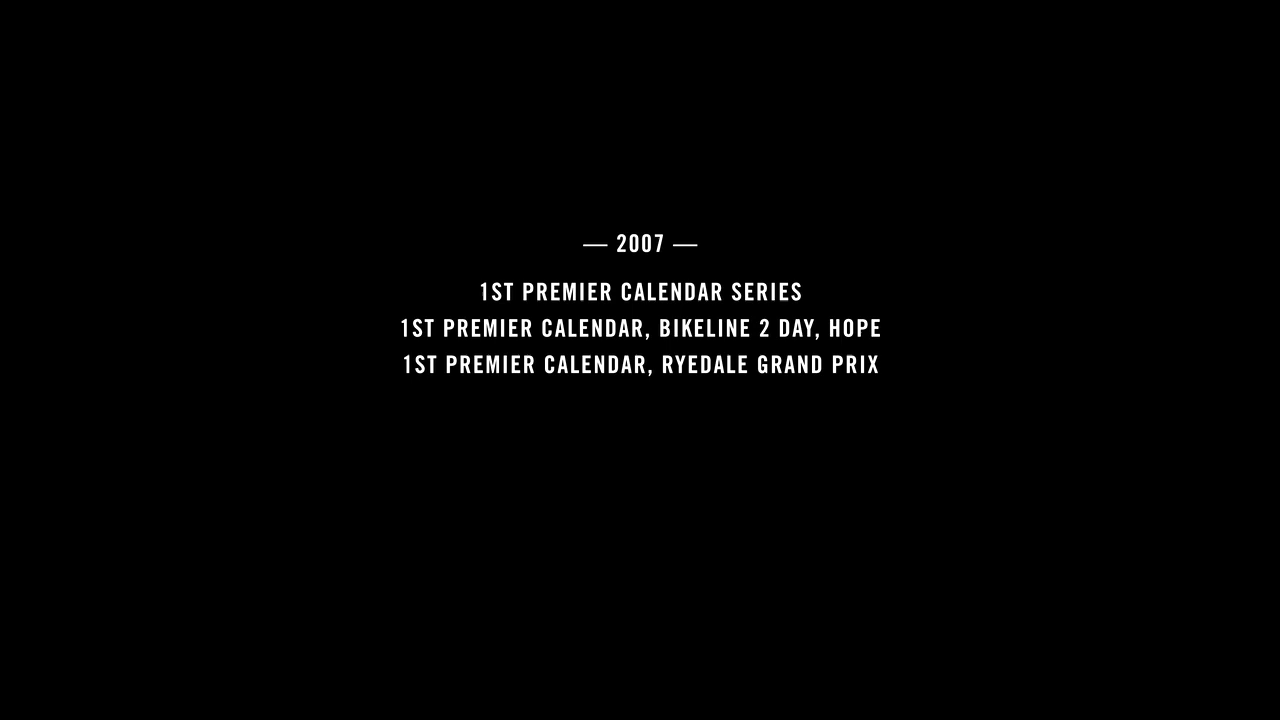 — 2007 —
1ST PREMIER CALENDAR SERIES
1ST PREMIER CALENDAR, BIKELINE 2 DAY, HOPE
1ST PREMIER CALENDAR, RYEDALE GRAND PRIX